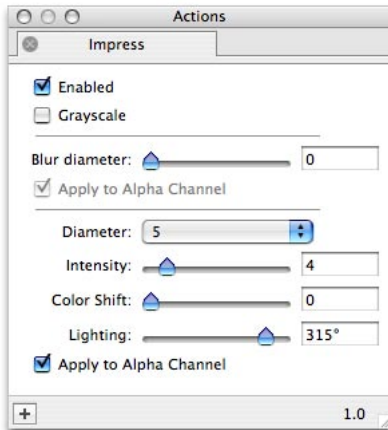 Actions
Impress
Enabled
Grayscale
Blur diameter: 0
Apply to Alpha Channel
Diameter: 5
Intensity: 4
Color Shift: 0
Lighting: 315°
Apply to Alpha Channel
+ 1.0